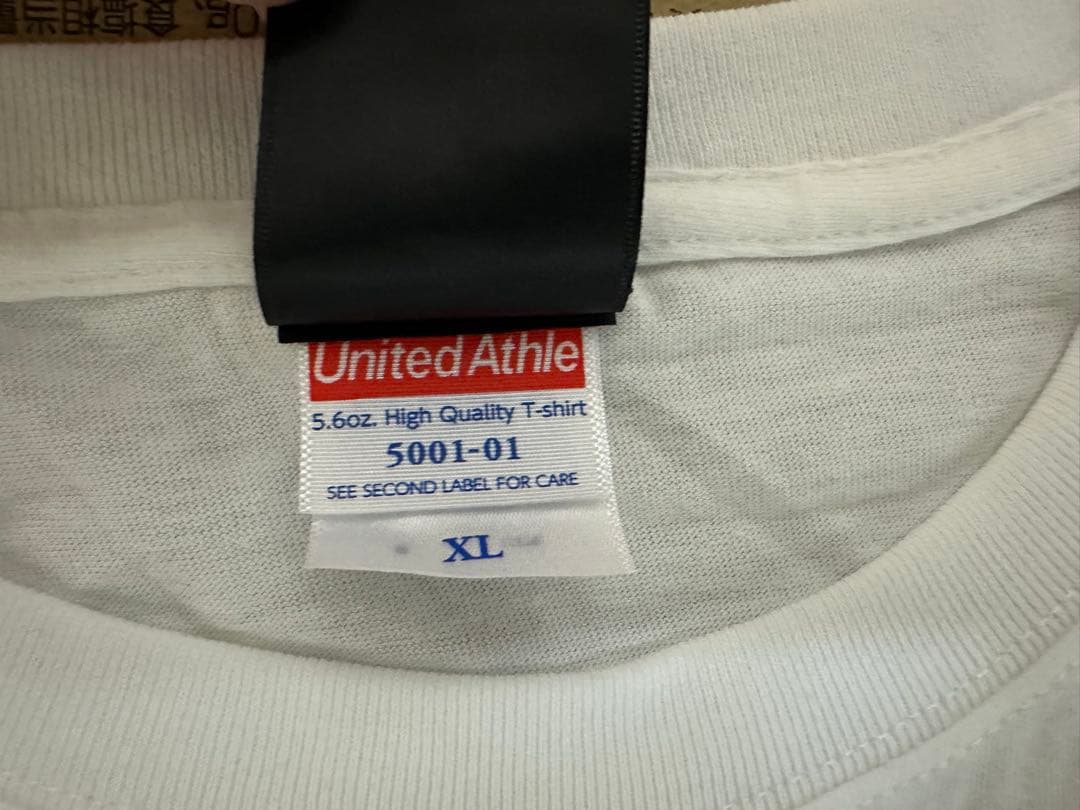 United Athle
5.6oz. High Quality T-shirt
5001-01
SEE SECOND LABEL FOR CARE
XL